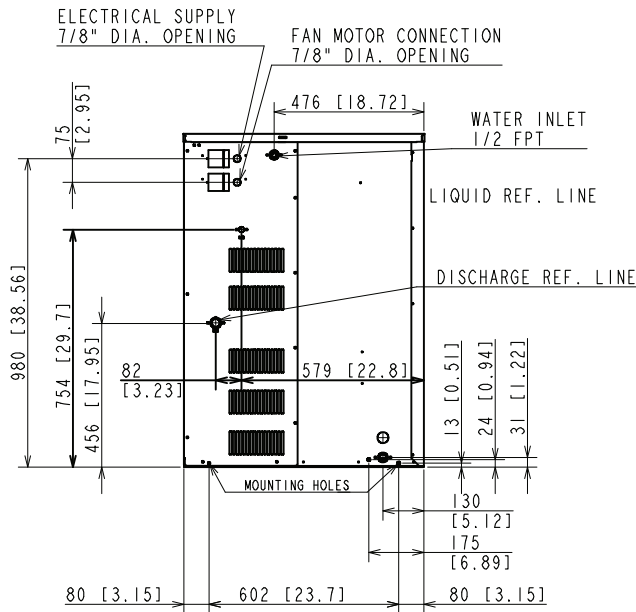 ELECTRICAL SUPPLY
7/8" DIA. OPENING
FAN MOTOR CONNECTION
7/8" DIA. OPENING
476 [18.72]
75
[2.95]
WATER INLET
1/2 FPT
LIQUID REF. LINE
DISCHARGE REF. LINE
980 [38.56]
754 [29.7]
456 [17.95]
82
[3.23]
579 [22.8]
13 [0.51]
24 [0.94]
31 [1.22]
MOUNTING HOLES
130
[5.12]
175
[6.89]
80 [3.15]
602 [23.7]
80 [3.15]